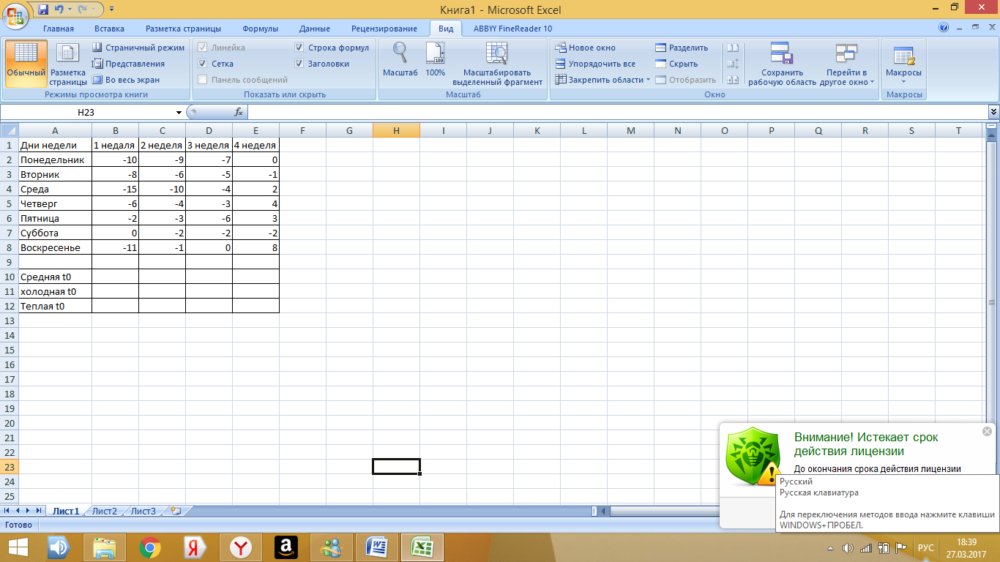 Книга1 - Microsoft Excel
Главная Вставка Разметка страницы Формулы Данные Рецензирование Вид ABBYY FineReader 10
Обычный
Разметка страницы
Страничный режим
Представления
Во весь экран
Режимы просмотра книги
Линейка
Сетка
Панель сообщений
Строка формул
Заголовки
Показать или скрыть
Масштаб
100
100%
Масштабировать выделенный фрагмент
Масштаб
Новое окно
Упорядочить все
Закрепить области
Разделить
Скрыть
Отобразить
Сохранить рабочую область
Перейти в другое окно
Окно
Макросы
Макросы
H23 fx
A B C D E F G H I J K L M N O P Q R S T
1 Дни недели 1 недаля 2 неделя 3 неделя 4 неделя
2 Понедельник -10 -9 -7 0
3 Вторник -8 -6 -5 -1
4 Среда -15 -10 -4 2
5 Четверг -6 -4 -3 4
6 Пятница -2 -3 -6 3
7 Суббота 0 -2 -2 -2
8 Воскресенье -11 -1 0 8
9
10 Средняя t0
11 холодная t0
12 Теплая t0
13
14
15
16
17
18
19
20
21
22
23
24
25
Внимание! Истекает срок
действия лицензии
До окончания срока действия лицензии
Русский
Русская клавиатура
Для переключения методов ввода нажмите клавиши
WINDOWS+ПРОБЕЛ.
Лист1 Лист2 Лист3
Готово
РУС
18:39
27.03.2017